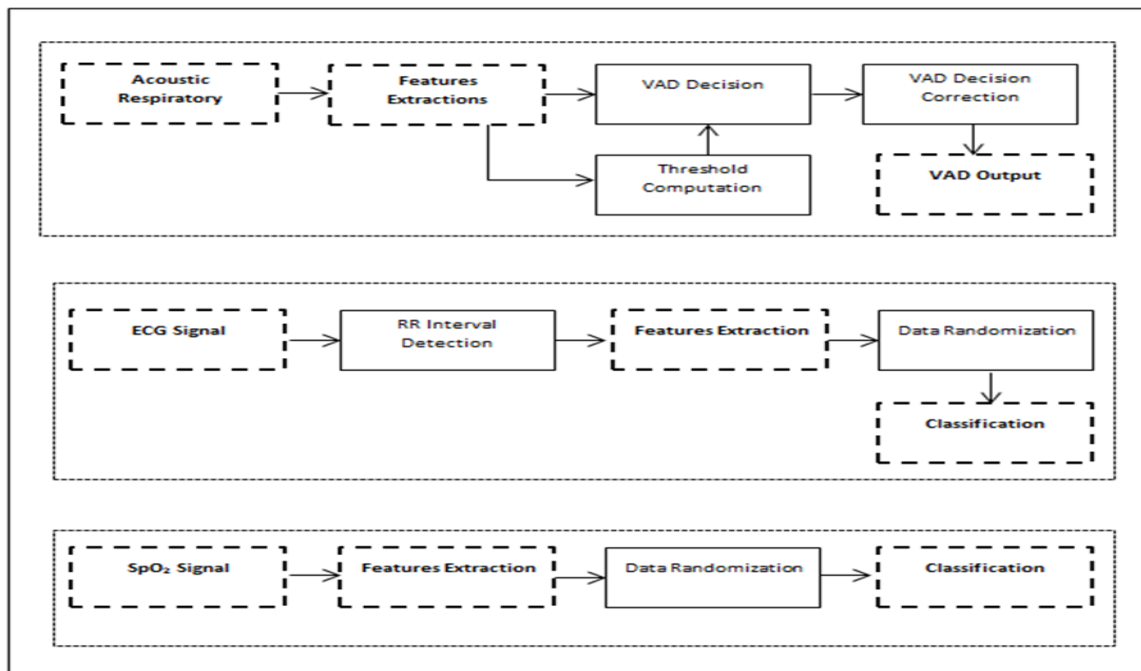 Acoustic
Respiratory
Features
Extractions
VAD Decision
VAD Decision
Correction
Threshold
Computation
VAD Output
ECG Signal
RR Interval
Detection
Features Extraction
Data Randomization
Classification
SpO₂ Signal
Features Extraction
Data Randomization
Classification